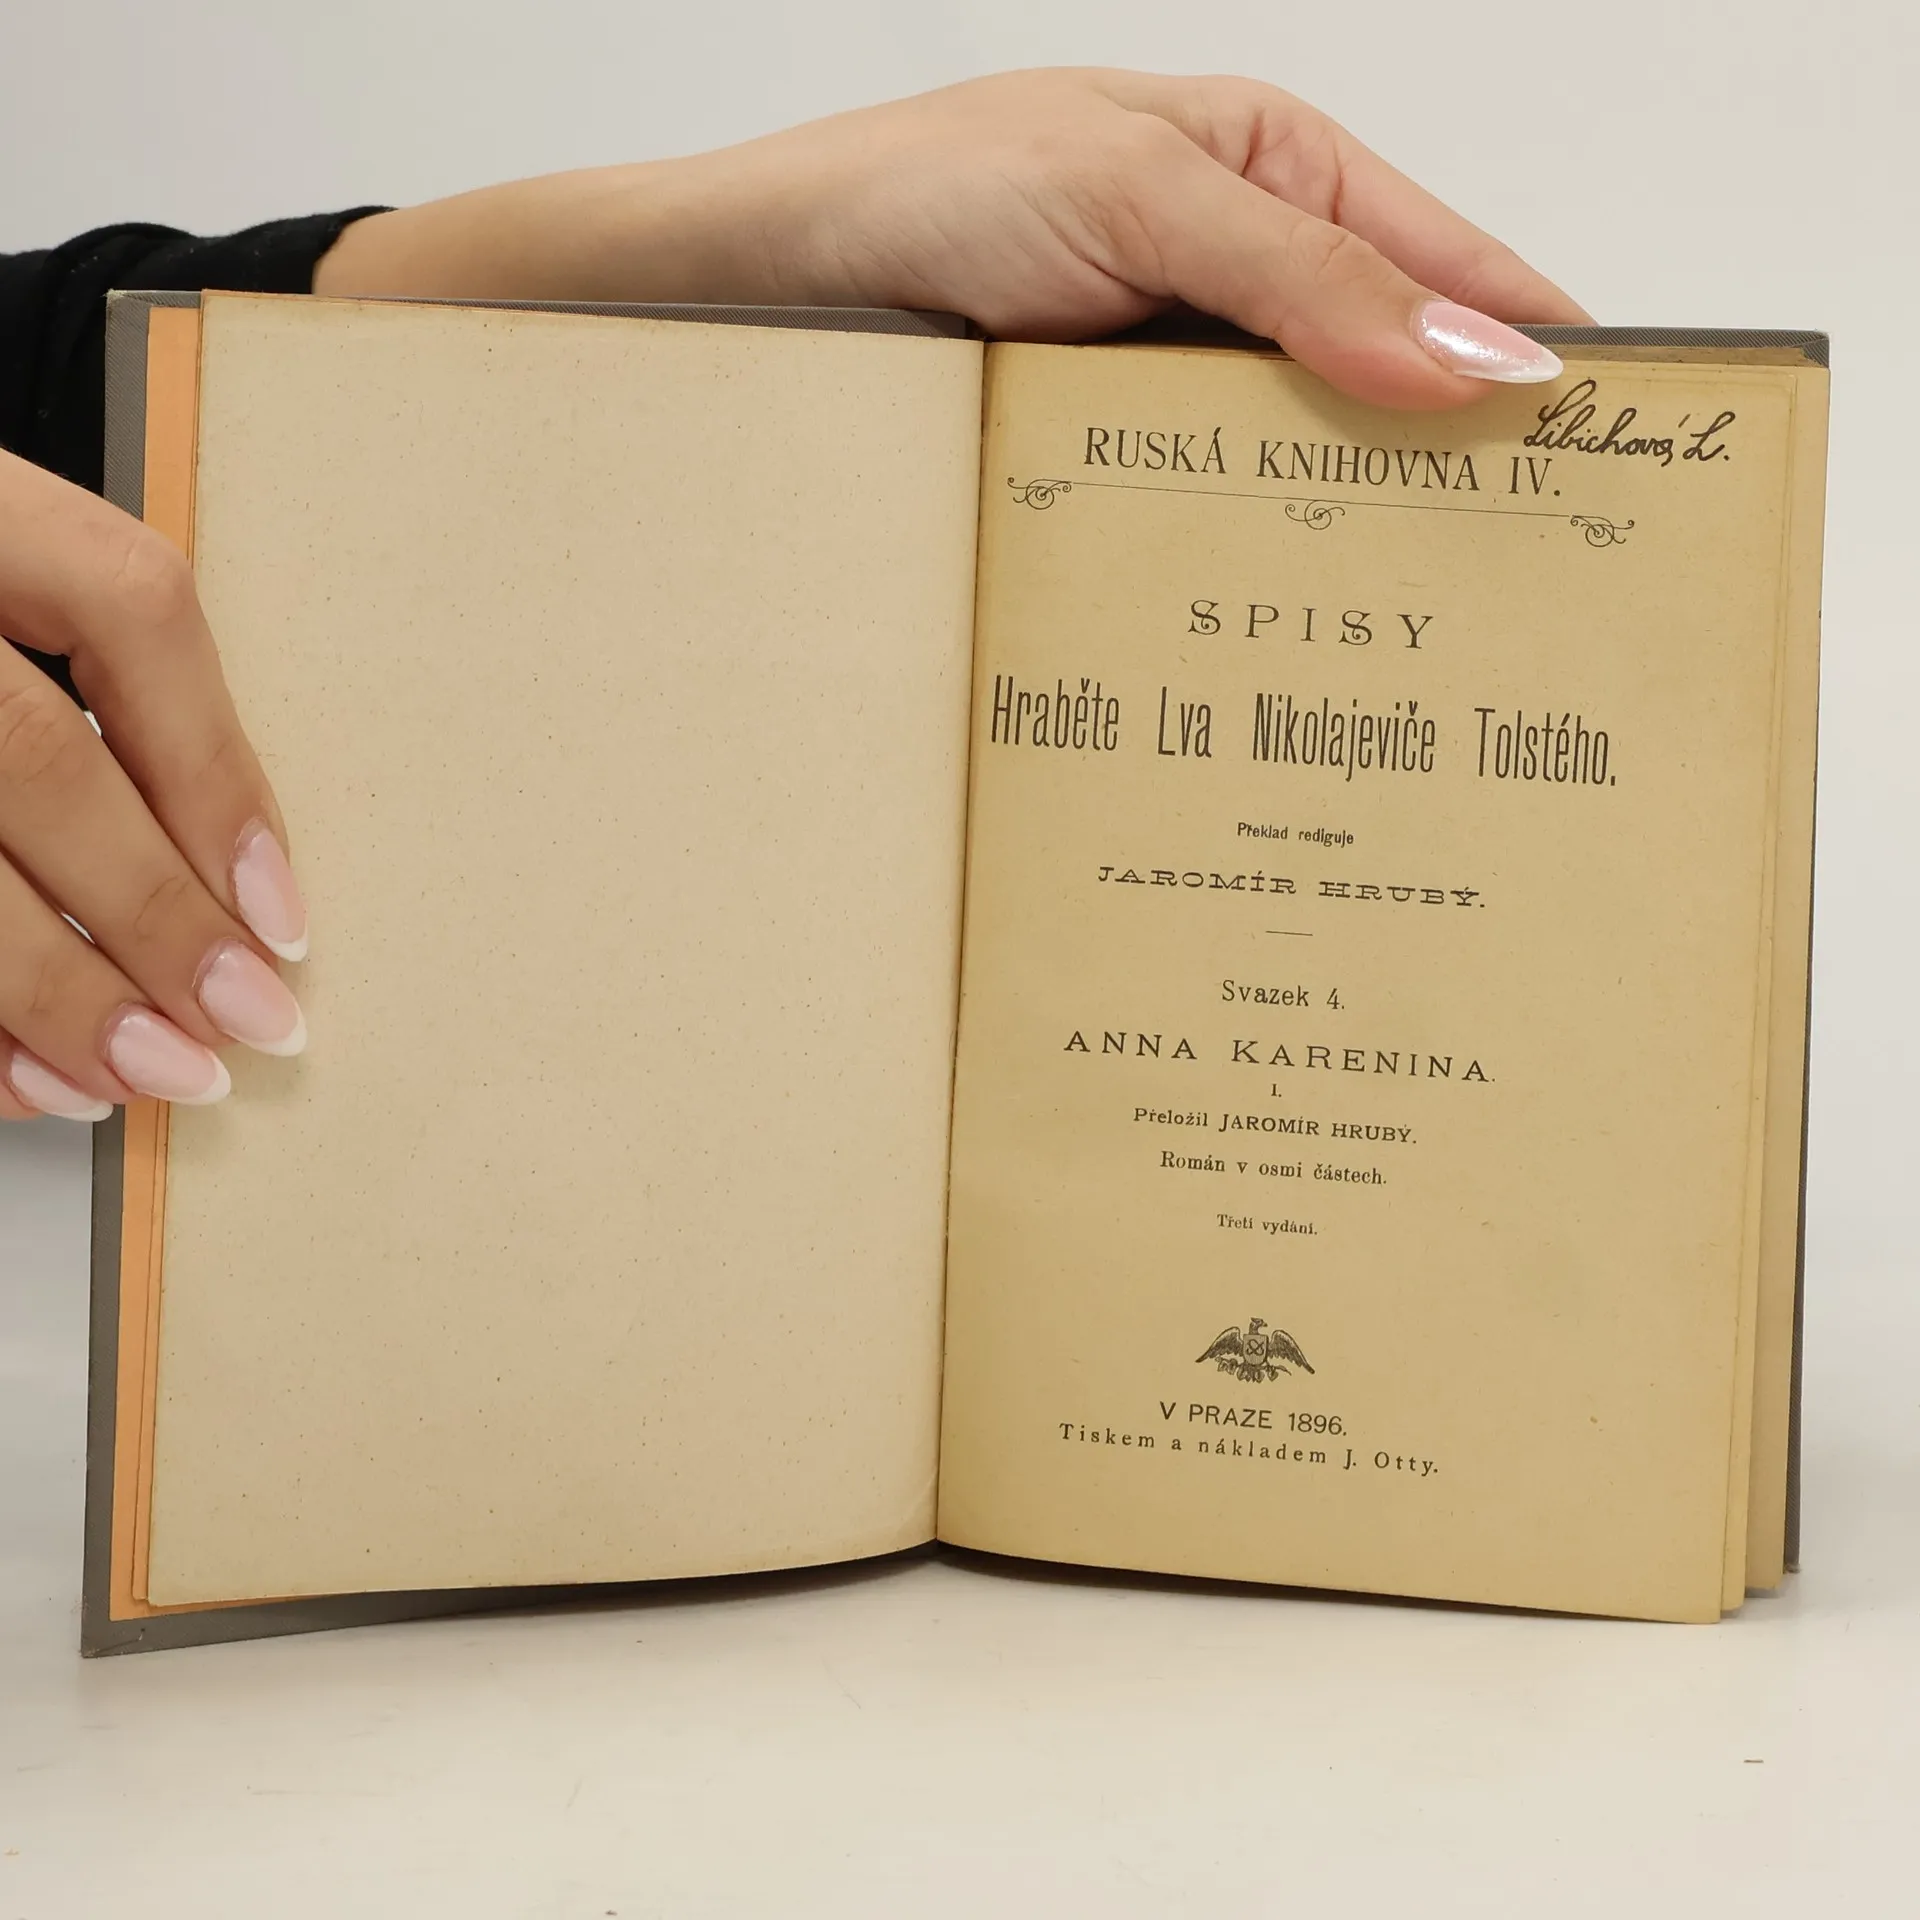 Libichová L.
RUSKÁ KNIHOVNA IV.
SPISY
Hraběte Lva Nikolajeviče Tolstého.
Překlad rediguje
JAROMÍR HRUBÝ.
Svazek 4.
ANNA KARENINA.
I.
Přeložil JAROMÍR HRUBÝ.
Román v osmi částech.
Třetí vydání.
V PRAZE 1896.
Tiskem a nákladem J. Otty.